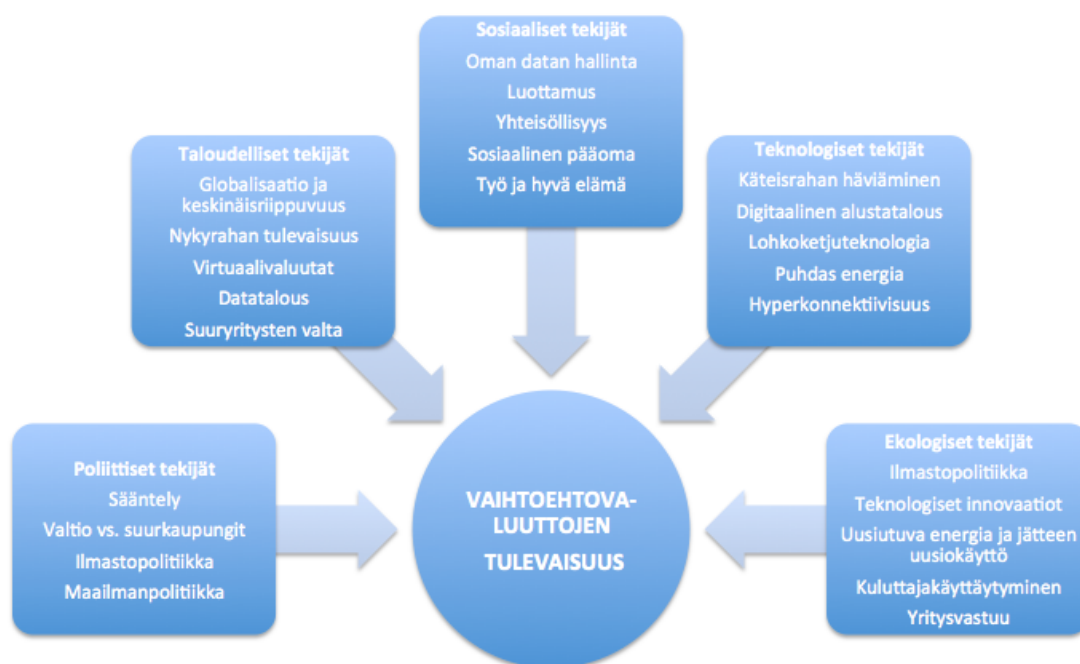 Sosiaaliset tekijät
Oman datan hallinta
Luottamus
Yhteisöllisyys
Sosiaalinen pääoma
Työ ja hyvä elämä
Taloudelliset tekijät
Globalisaatio ja
keskinäisriippuvuus
Nykyrahan tulevaisuus
Virtuaalivaluutat
Datatalous
Suuryritysten valta
Teknologiset tekijät
Käteisrahan häviäminen
Digitaalinen alustatalous
Lohkoketjuteknologia
Puhdas energia
Hyperkonnektiivisuus
Poliittiset tekijät
Sääntely
Valtio vs. suurkaupungit
Ilmastopolitiikka
Maailmanpolitiikka
VAIHTOEHTOVA-
LUUTTOJEN
TULEVAISUUS
Ekologiset tekijät
Ilmastopolitiikka
Teknologiset innovaatiot
Uusiutuva energia ja jätteen
uusiokäyttö
Kuluttajakäyttäytyminen
Yritysvastuu